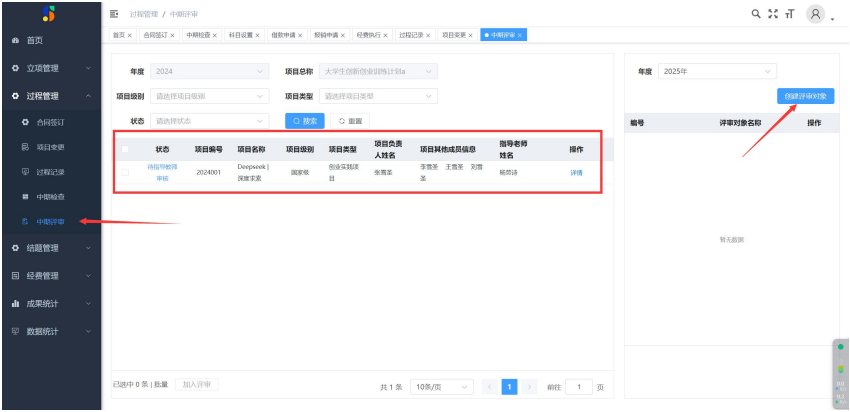 过程管理 / 中期评审
首页 ×
合同签订 ×
中期检查 ×
科目设置 ×
借款申请 ×
报销申请 ×
经费执行 ×
过程记录 ×
项目变更 ×
中期评审 ×
首页
立项管理
过程管理
合同签订
项目变更
过程记录
中期检查
中期评审
结题管理
经费管理
成果统计
数据统计
年度 2024
项目总称 大学生创新创业训练计划a
项目级别 请选择项目级别
项目类型 请选择项目类型
状态 请选择状态
搜索
重置
状态 项目编号 项目名称 项目级别 项目类型 项目负责人姓名 项目其他成员信息 指导老师姓名 操作
待指导教师审核 2024001 Deepseek | 深度求索 国家级 创业实践项目 张雪圣 李雪圣 王雪圣 刘雪圣 杨劳诗 详情
已选中 0 条 | 批量 加入评审
共 1 条 10条/页 1 前往 1 页
年度 2025年
创建评审对象
编号 评审对象名称 操作
暂无数据